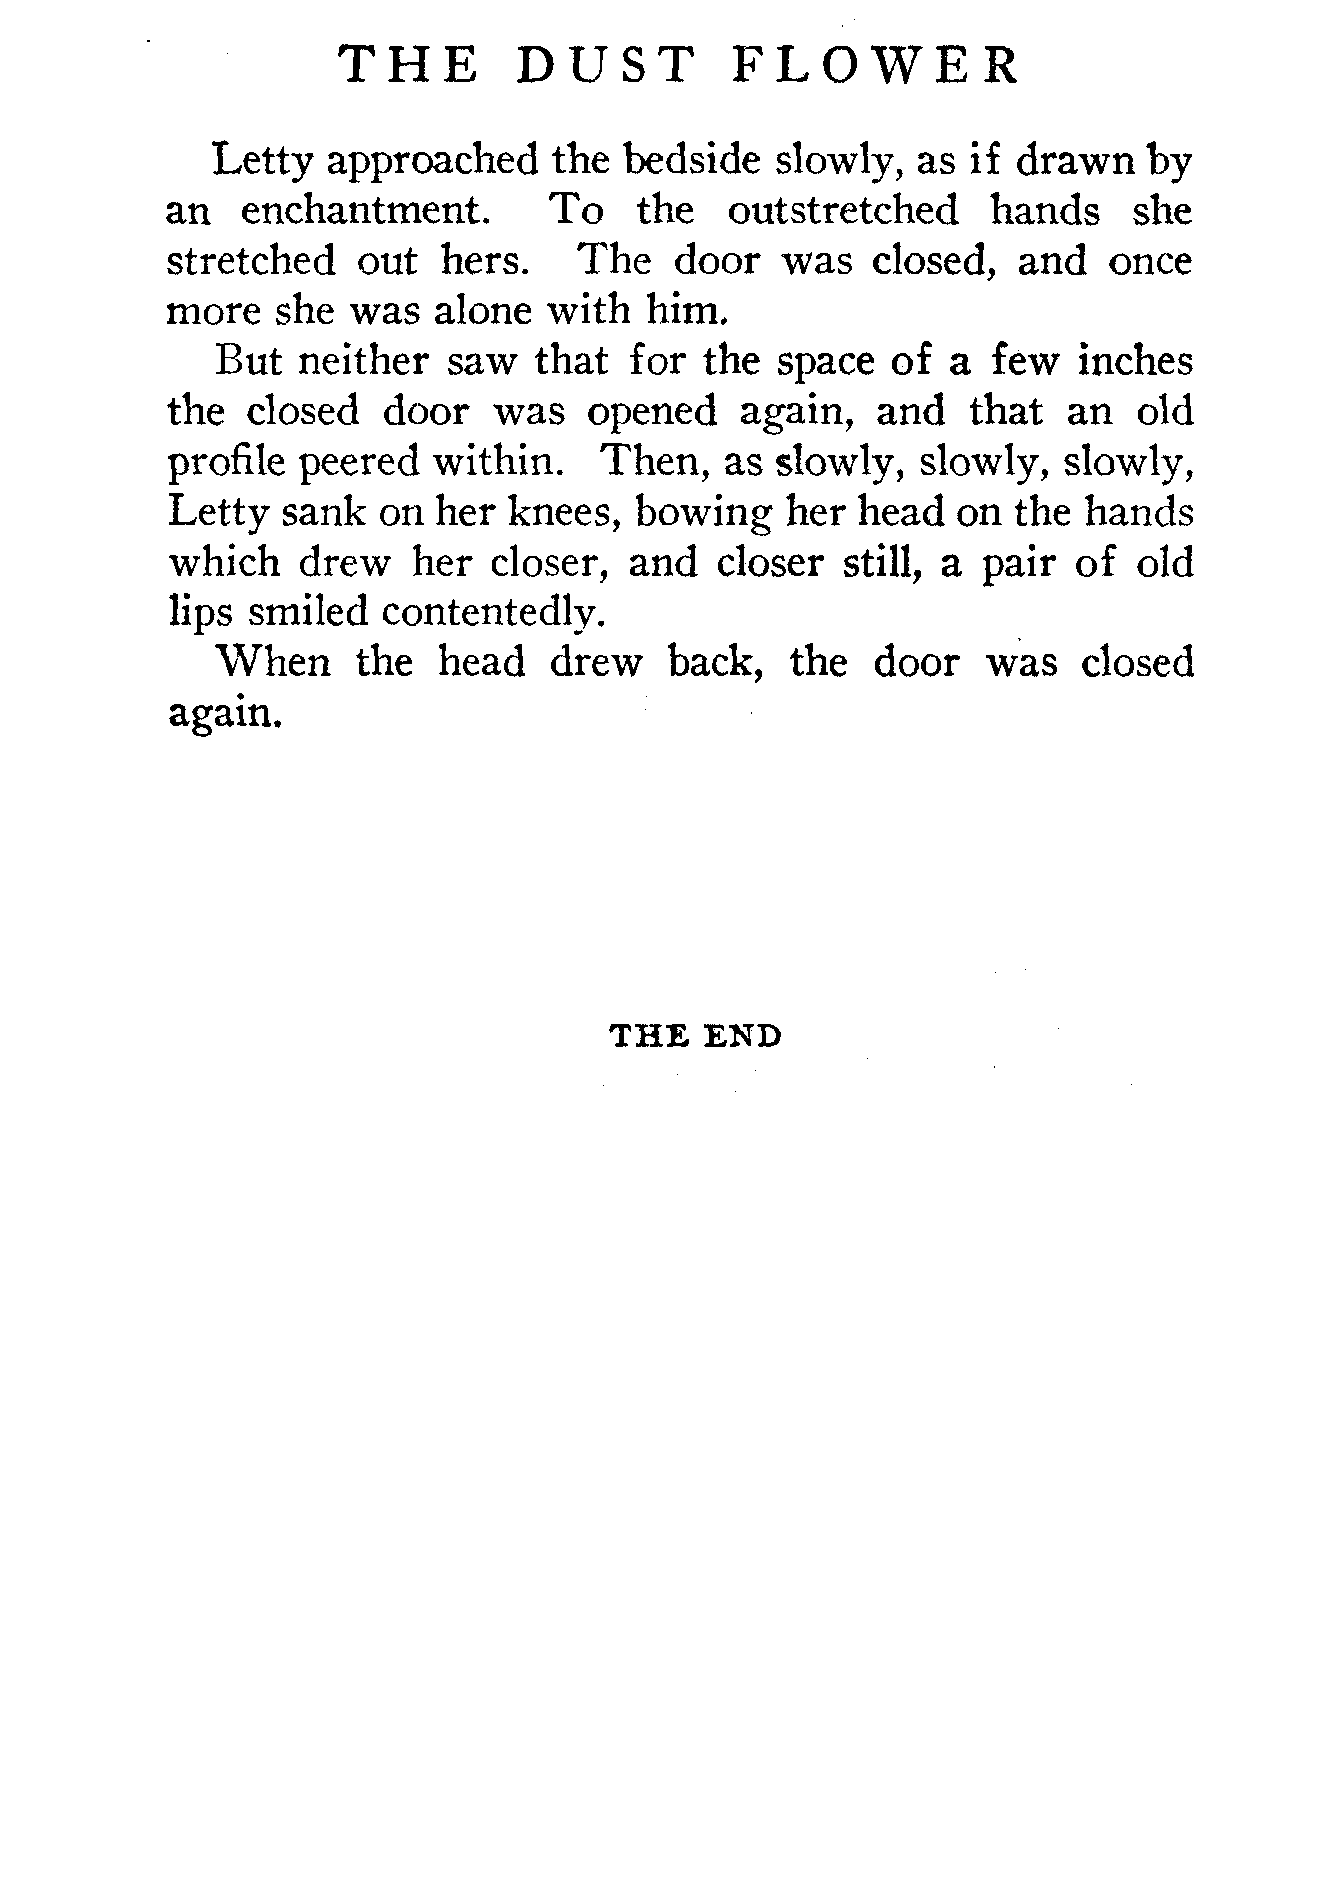 THE DUST FLOWER
Letty approached the bedside slowly, as if drawn by
an enchantment. To the outstretched hands she
stretched out hers. The door was closed, and once
more she was alone with him.
But neither saw that for the space of a few inches
the closed door was opened again, and that an old
profile peered within. Then, as slowly, slowly, slowly,
Letty sank on her knees, bowing her head on the hands
which drew her closer, and closer still, a pair of old
lips smiled contentedly.
When the head drew back, the door was closed
again.
THE END